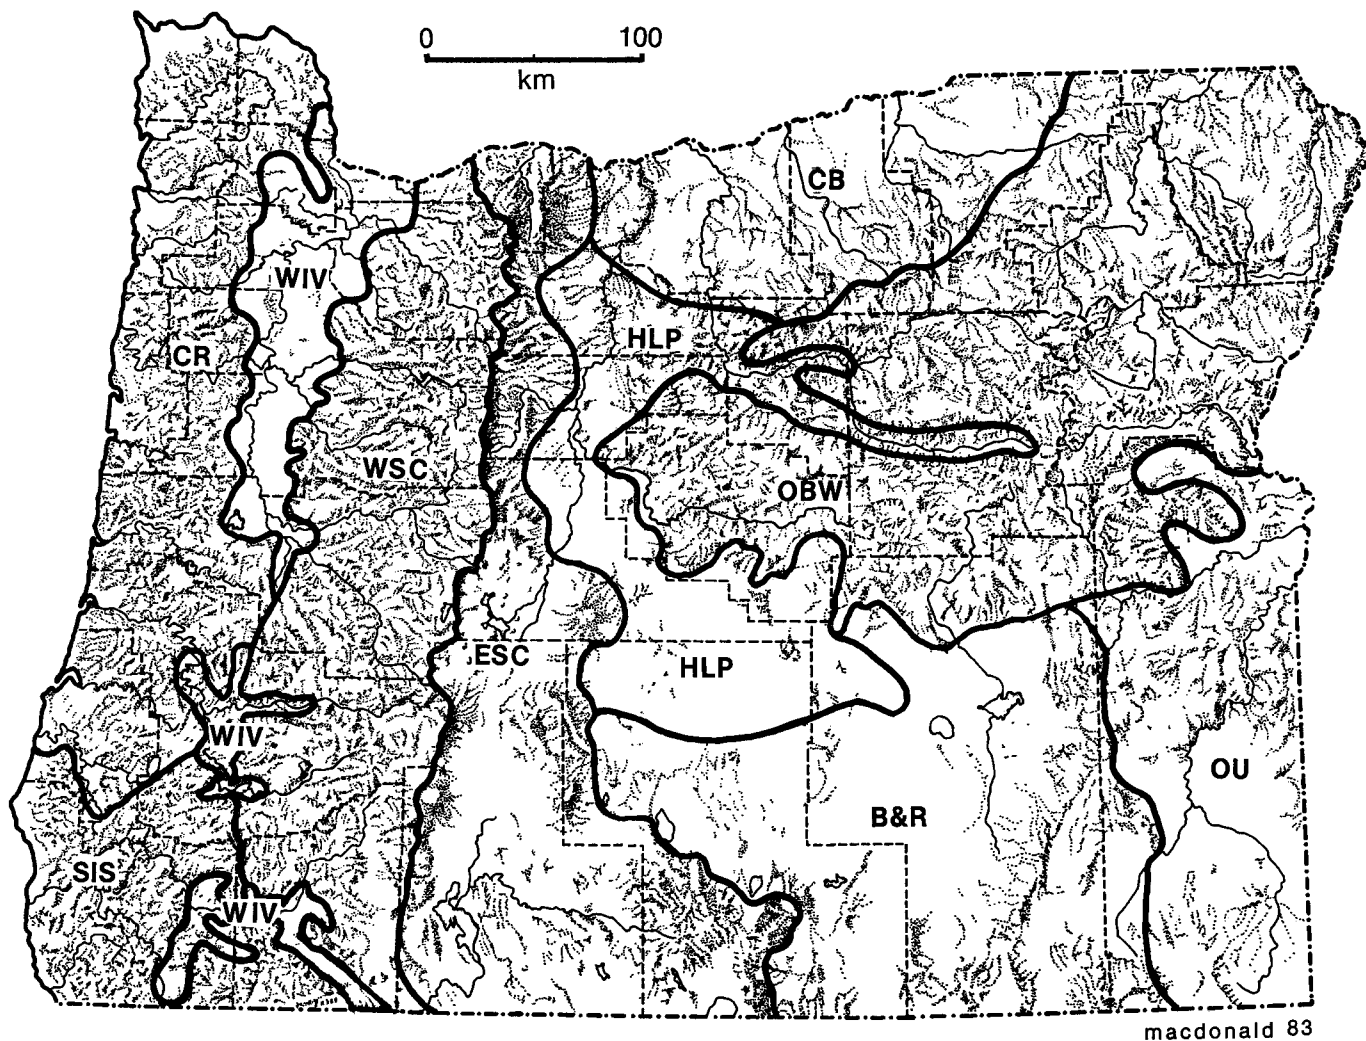 0 100
km
CB
WIV
HLP
CR
WSC
OBW
ESC
HLP
WIV
OU
B&R
SIS
WIV
macdonald 83